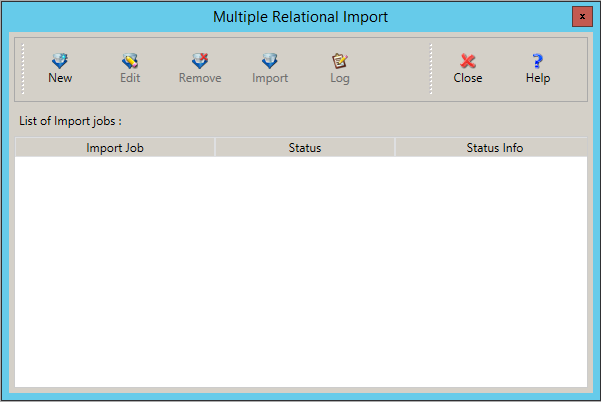 Multiple Relational Import
x
New Edit Remove Import Log Close Help
List of Import jobs :
Import Job Status Status Info